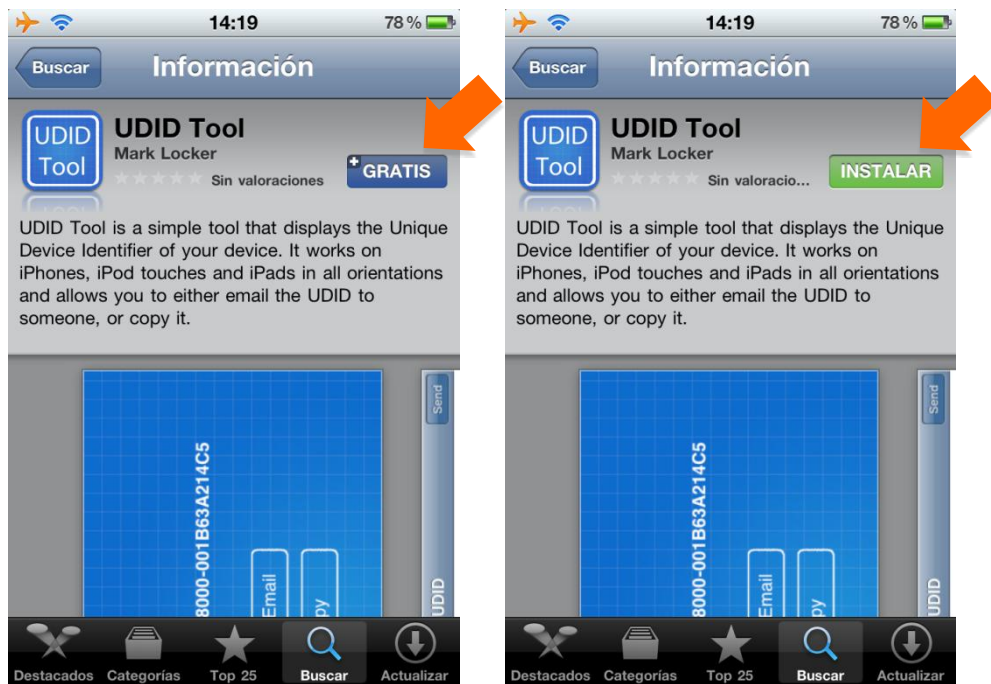 14:19
78 %
Buscar
Información
UDID
Tool
UDID Tool
Mark Locker
Sin valoraciones
GRATIS
UDID Tool is a simple tool that displays the Unique
Device Identifier of your device. It works on
iPhones, iPod touches and iPads in all orientations
and allows you to either email the UDID to
someone, or copy it.
8000-001B63A214C5
Email
py
Send
UDID
Destacados
Categorías
Top 25
Buscar
Actualizar
14:19
78 %
Buscar
Información
UDID
Tool
UDID Tool
Mark Locker
Sin valoracio...
INSTALAR
UDID Tool is a simple tool that displays the Unique
Device Identifier of your device. It works on
iPhones, iPod touches and iPads in all orientations
and allows you to either email the UDID to
someone, or copy it.
8000-001B63A214C5
Email
py
Send
UDID
Destacados
Categorías
Top 25
Buscar
Actualizar